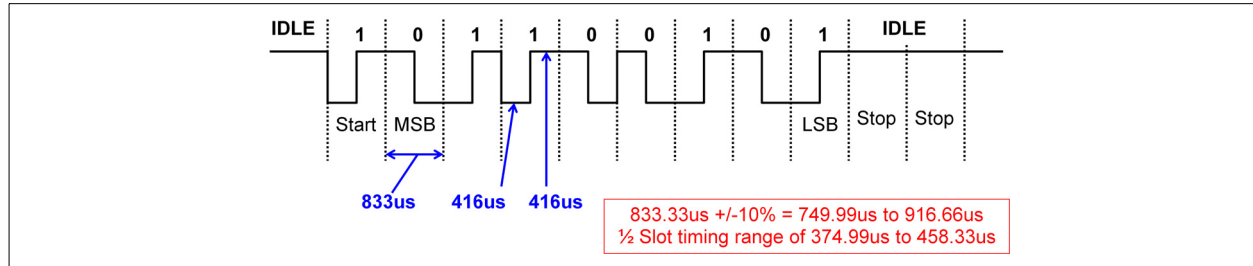 IDLE 1 0 1 1 0 0 1 0 1 IDLE
Start MSB LSB Stop Stop
833us 416us 416us
833.33us +/-10% = 749.99us to 916.66us
½ Slot timing range of 374.99us to 458.33us